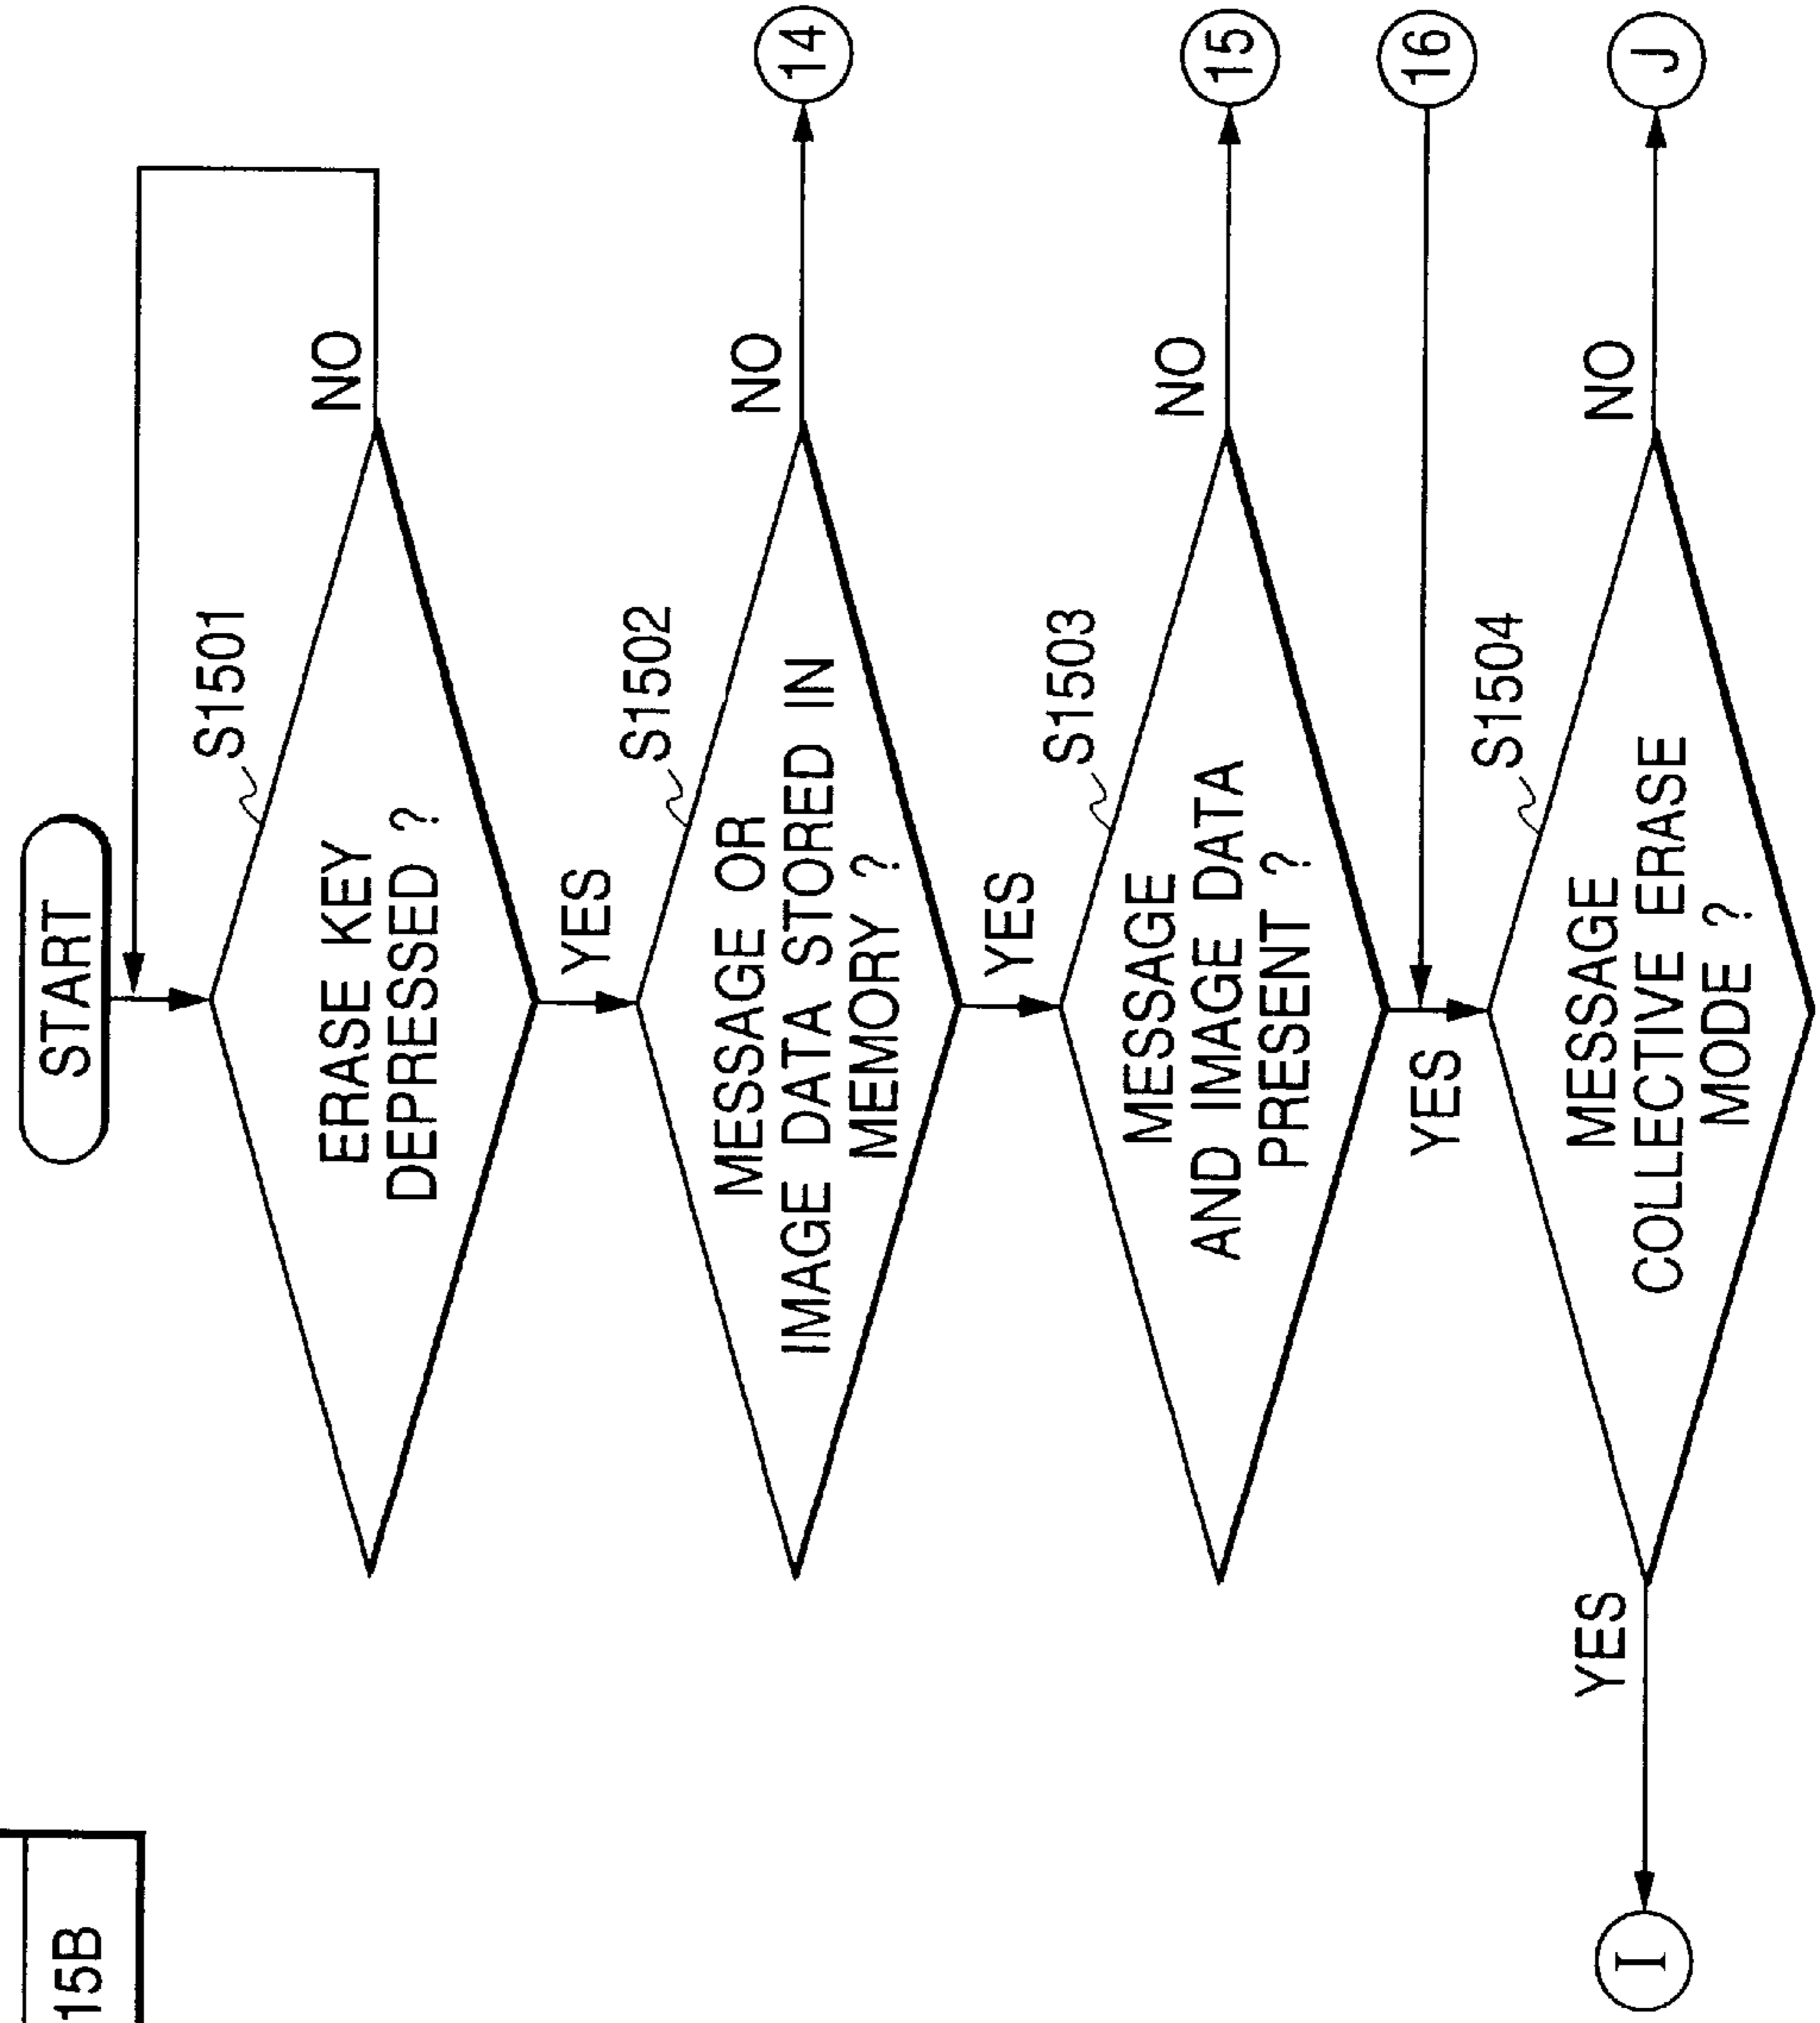 15B
START
S1501
ERASE KEY
DEPRESSED ?
NO
YES
S1502
MESSAGE OR
IMAGE DATA STORED IN
MEMORY ?
NO
14
YES
S1503
MESSAGE
AND IMAGE DATA
PRESENT ?
NO
15
YES
16
S1504
MESSAGE
COLLECTIVE ERASE
MODE ?
YES
NO
I
J